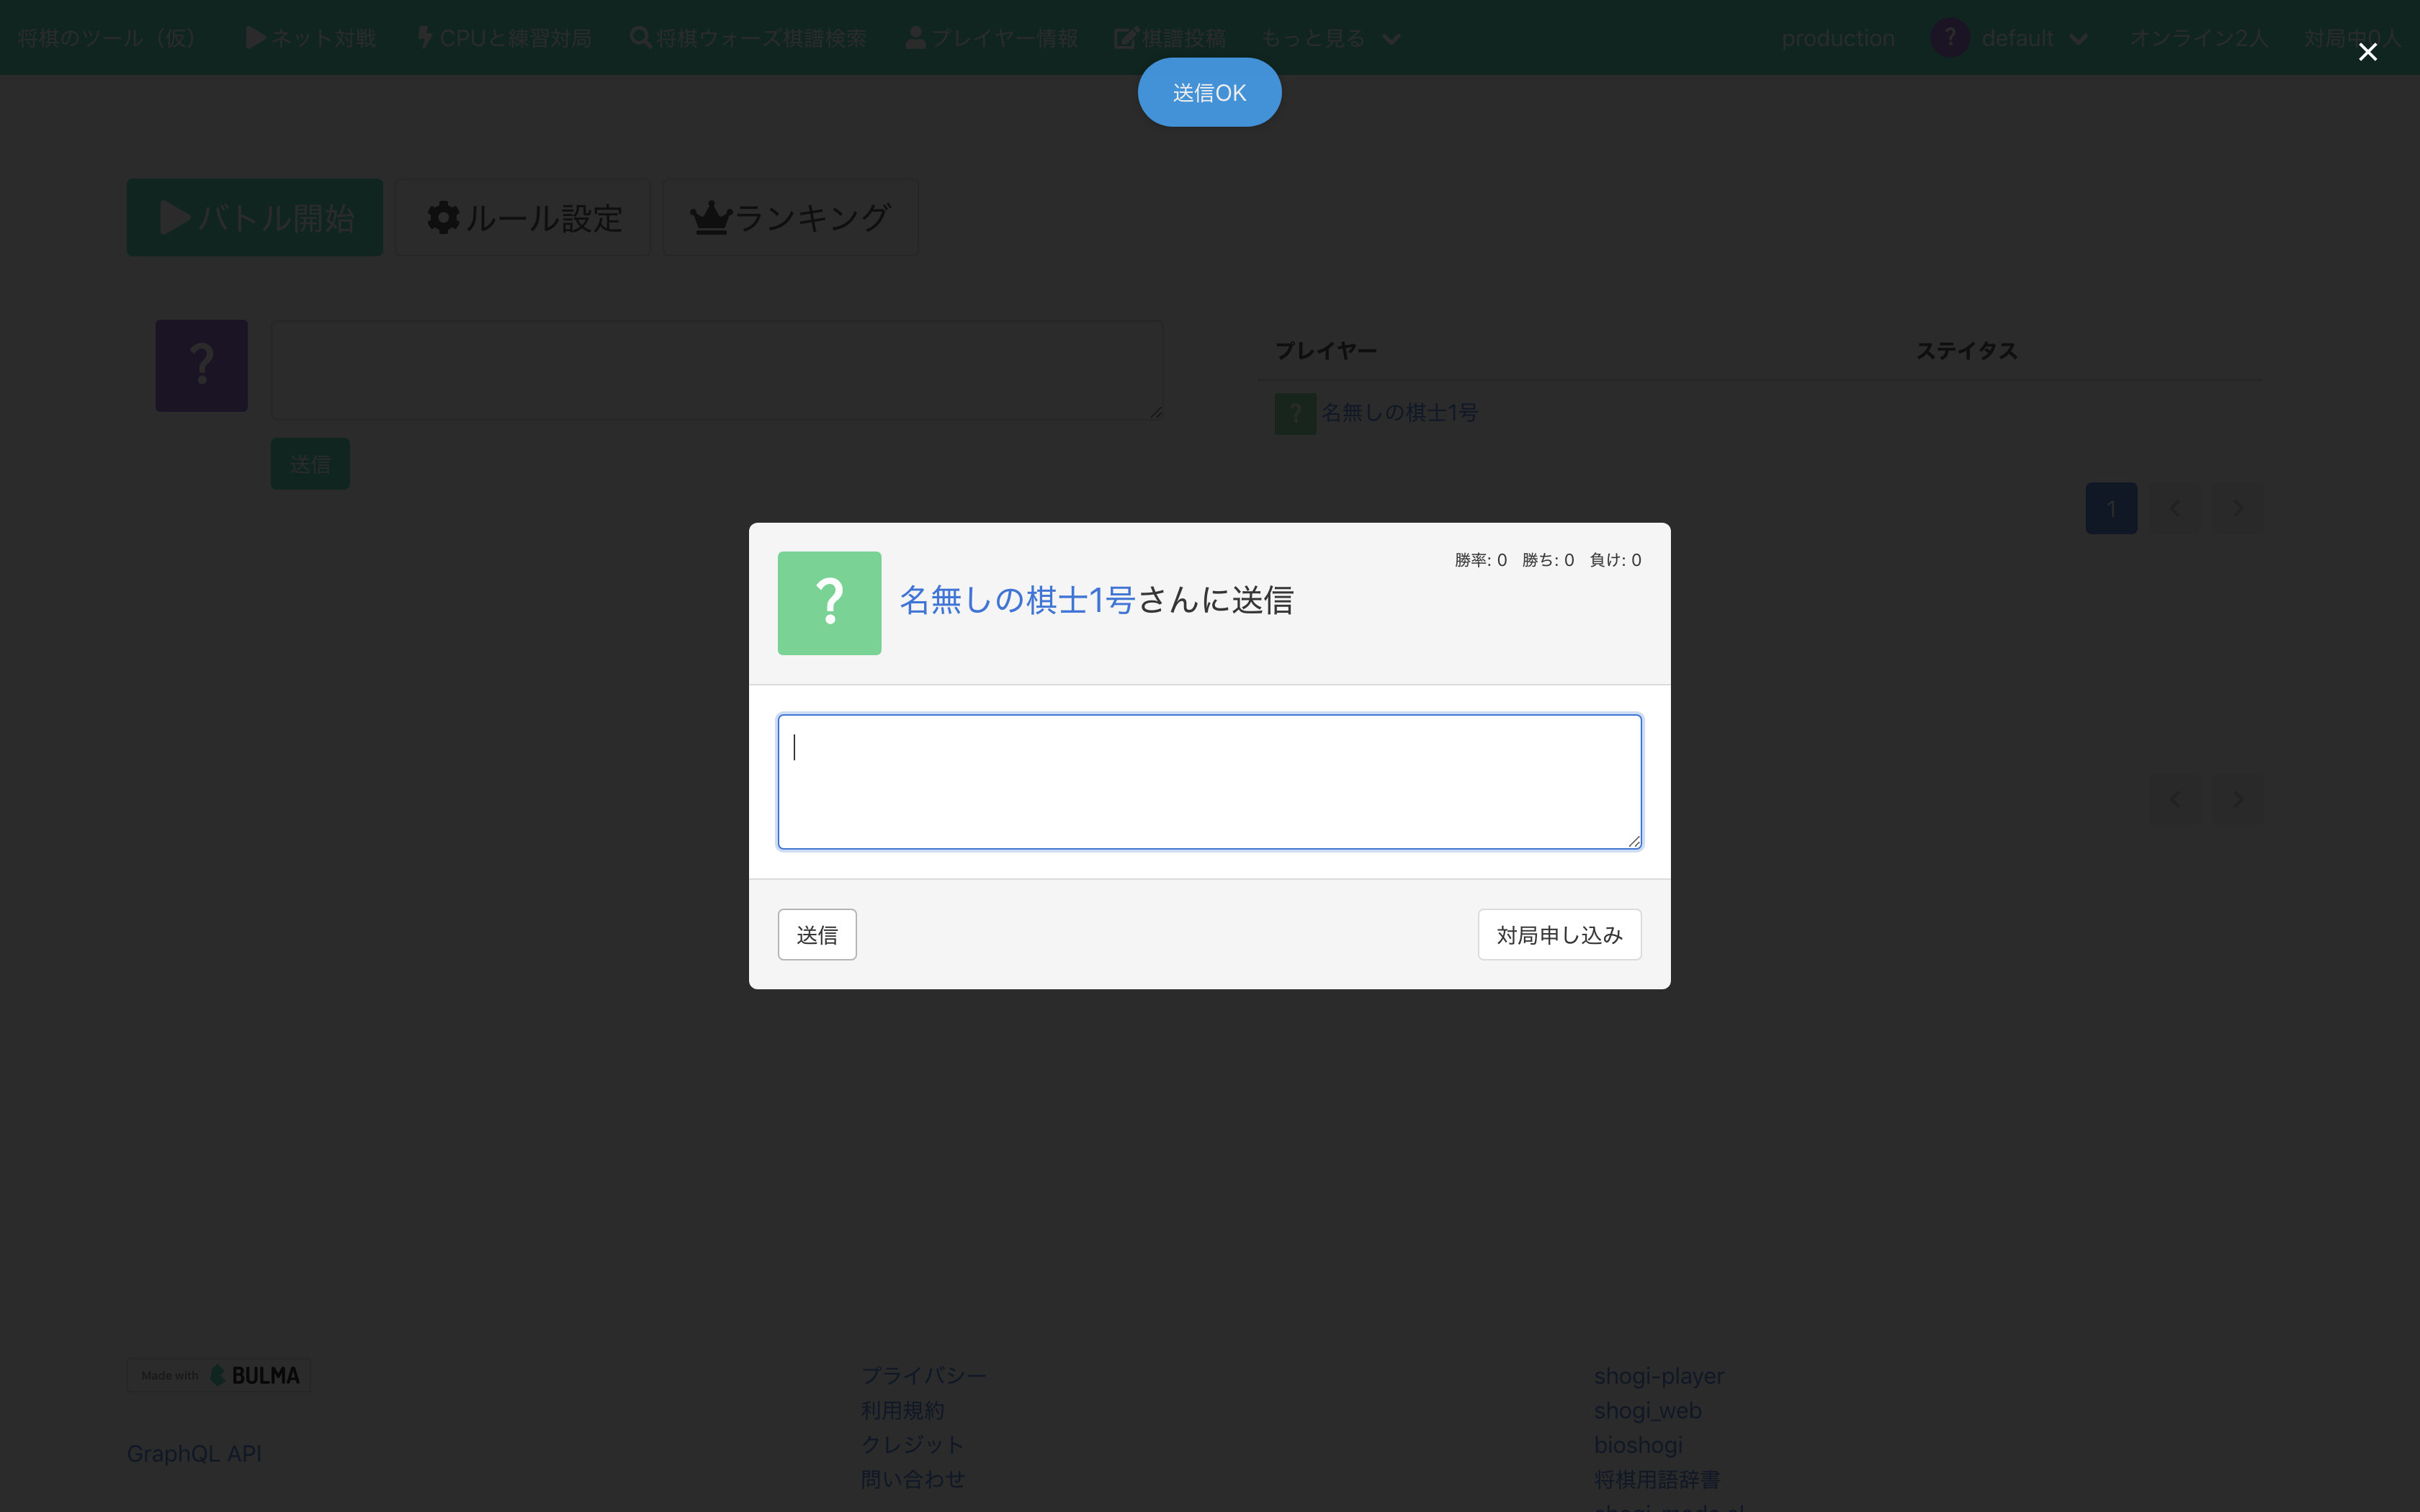 将棋のツール（仮） ネット対戦 CPUと練習対局 将棋ウォーズ棋譜検索 プレイヤー情報 棋譜投稿 もっと見る production ? default オンライン2人 対局中0人
送信OK
バトル開始 ルール設定 ランキング
?
送信
プレイヤー ステイタス
? 名無しの棋士1号
1
勝率: 0 勝ち: 0 負け: 0
? 名無しの棋士1号さんに送信
送信 対局申し込み
Made with BULMA
GraphQL API
プライバシー
利用規約
クレジット
問い合わせ
shogi-player
shogi_web
bioshogi
将棋用語辞書